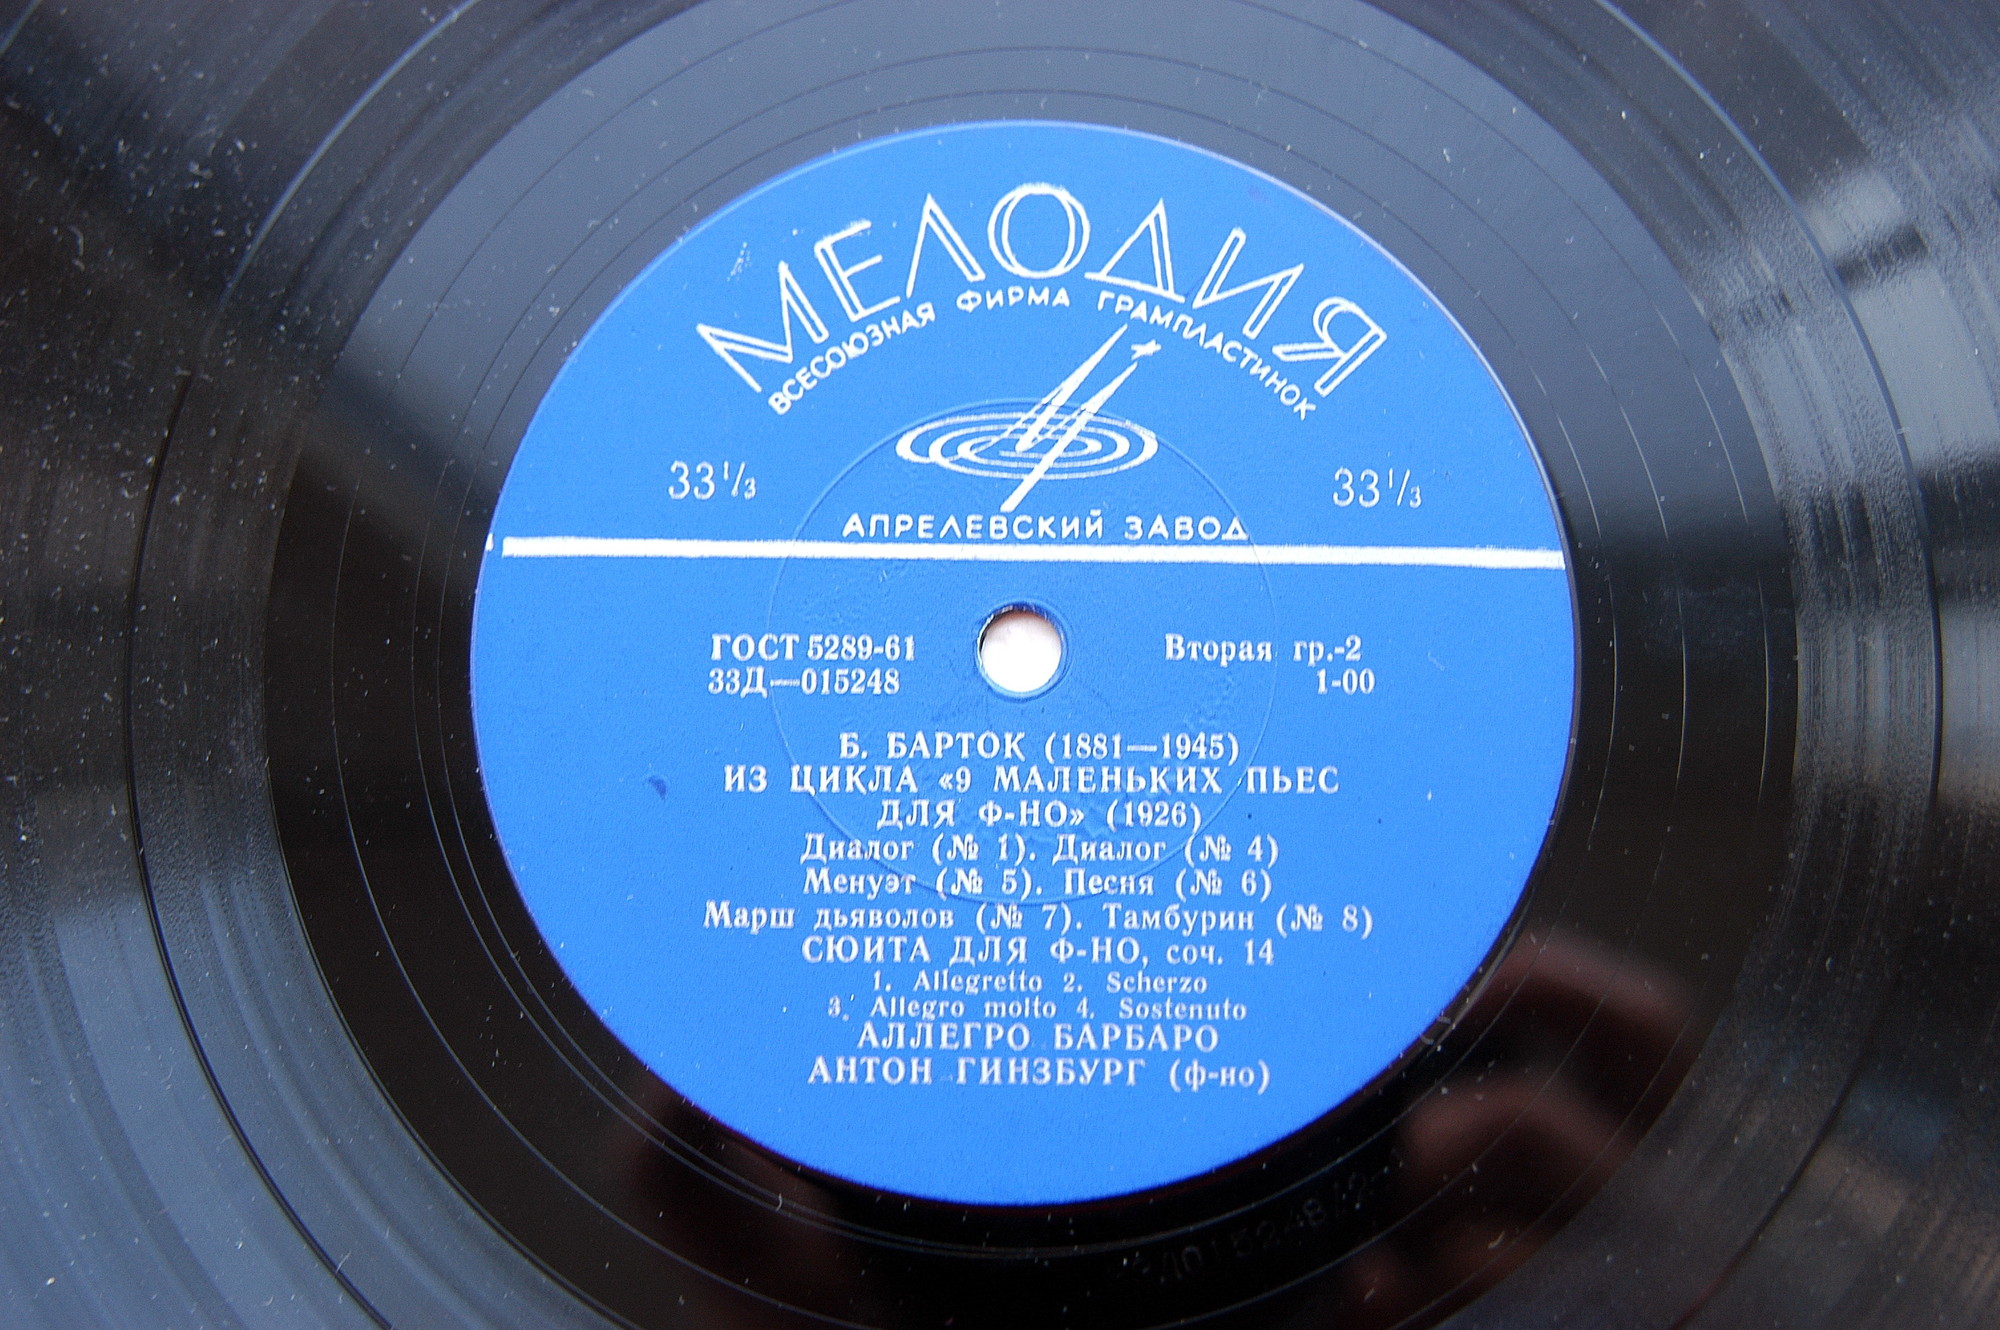 МЕЛОДИЯ
ВСЕСОЮЗНАЯ ФИРМА ГРАМПЛАСТИНОК
33⅓ 33⅓
АПРЕЛЕВСКИЙ ЗАВОД
ГОСТ 5289-61 Вторая гр.-2
33Д—015248 1-00
Б. БАРТОК (1881—1945)
ИЗ ЦИКЛА «9 МАЛЕНЬКИХ ПЬЕС
ДЛЯ Ф-НО» (1926)
Диалог (№ 1). Диалог (№ 4)
Менуэт (№ 5). Песня (№ 6)
Марш дьяволов (№ 7). Тамбурин (№ 8)
СЮИТА ДЛЯ Ф-НО, соч. 14
1. Allegretto 2. Scherzo
3. Allegro molto 4. Sostenuto
АЛЛЕГРО БАРБАРО
АНТОН ГИНЗБУРГ (ф-но)